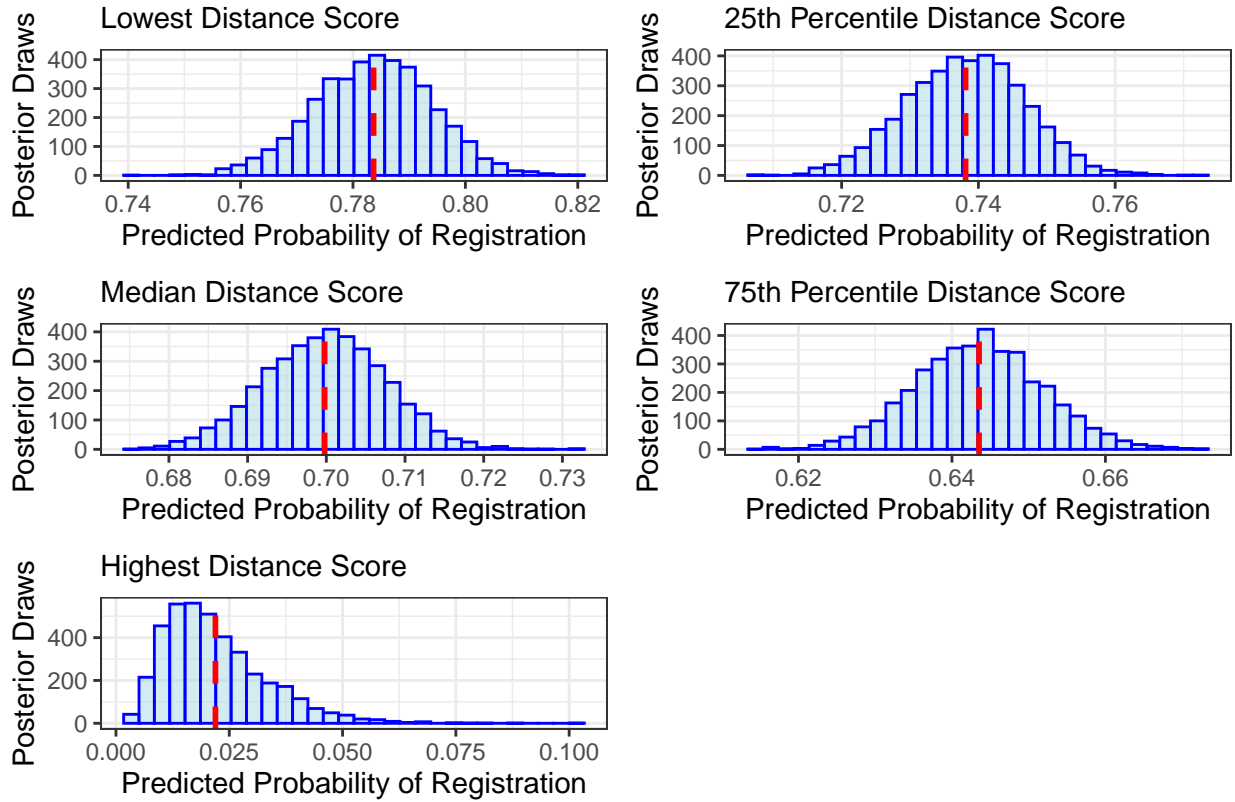 Lowest Distance Score
Posterior Draws
400
300
200
100
0
0.74 0.76 0.78 0.80 0.82
Predicted Probability of Registration
25th Percentile Distance Score
Posterior Draws
400
300
200
100
0
0.72 0.74 0.76
Predicted Probability of Registration
Median Distance Score
Posterior Draws
400
300
200
100
0
0.68 0.69 0.70 0.71 0.72 0.73
Predicted Probability of Registration
75th Percentile Distance Score
Posterior Draws
400
300
200
100
0
0.62 0.64 0.66
Predicted Probability of Registration
Highest Distance Score
Posterior Draws
400
200
0
0.000 0.025 0.050 0.075 0.100
Predicted Probability of Registration